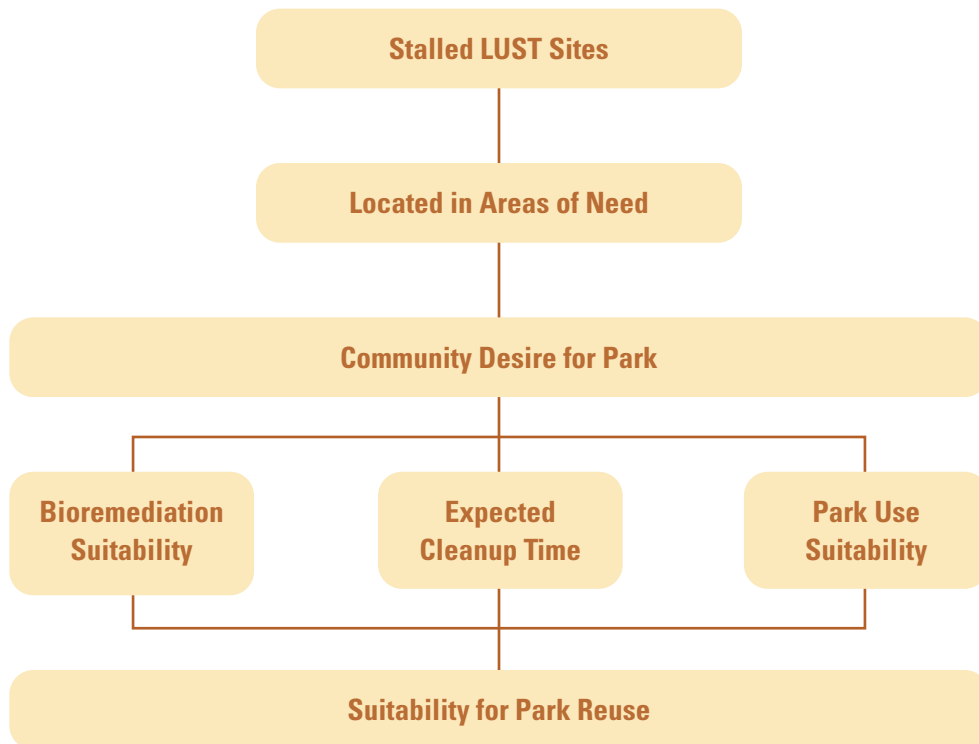 Stalled LUST Sites
Located in Areas of Need
Community Desire for Park
Bioremediation
Suitability
Expected
Cleanup Time
Park Use
Suitability
Suitability for Park Reuse